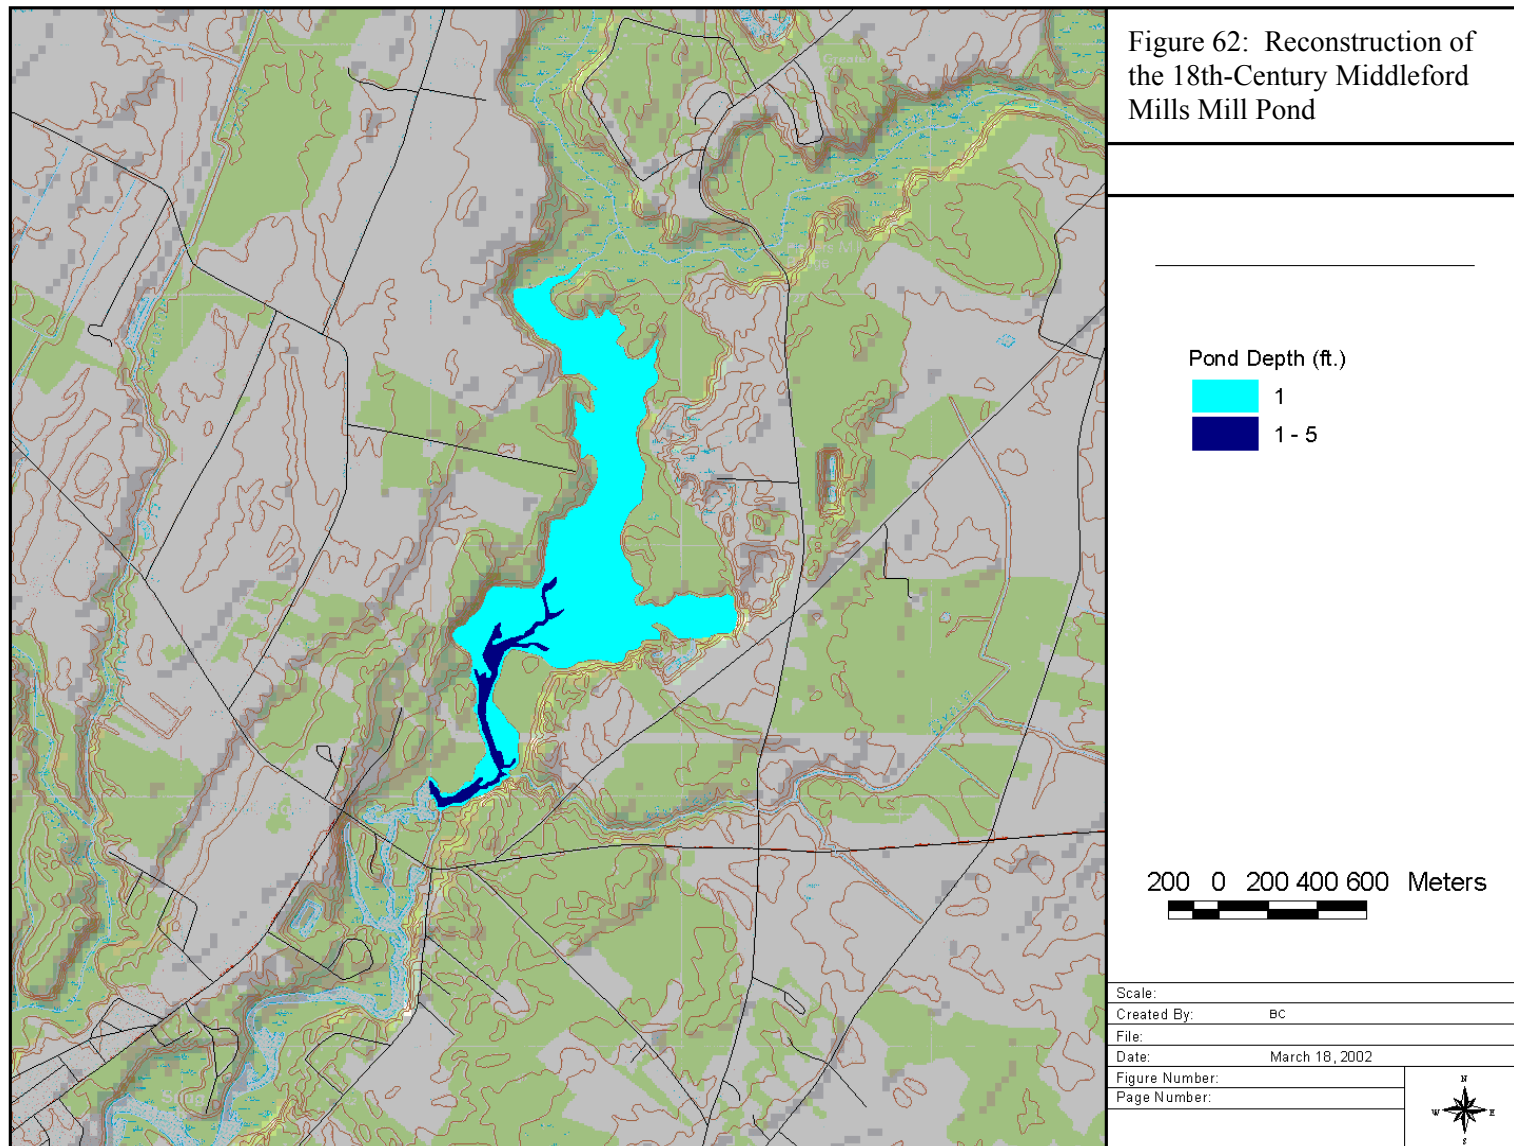 Figure 62: Reconstruction of
the 18th-Century Middleford
Mills Mill Pond
Pond Depth (ft.)
1
1 - 5
200 0 200 400 600 Meters
Scale:
Created By: BC
File:
Date: March 18, 2002
Figure Number:
Page Number:
N
W E
S
Greater